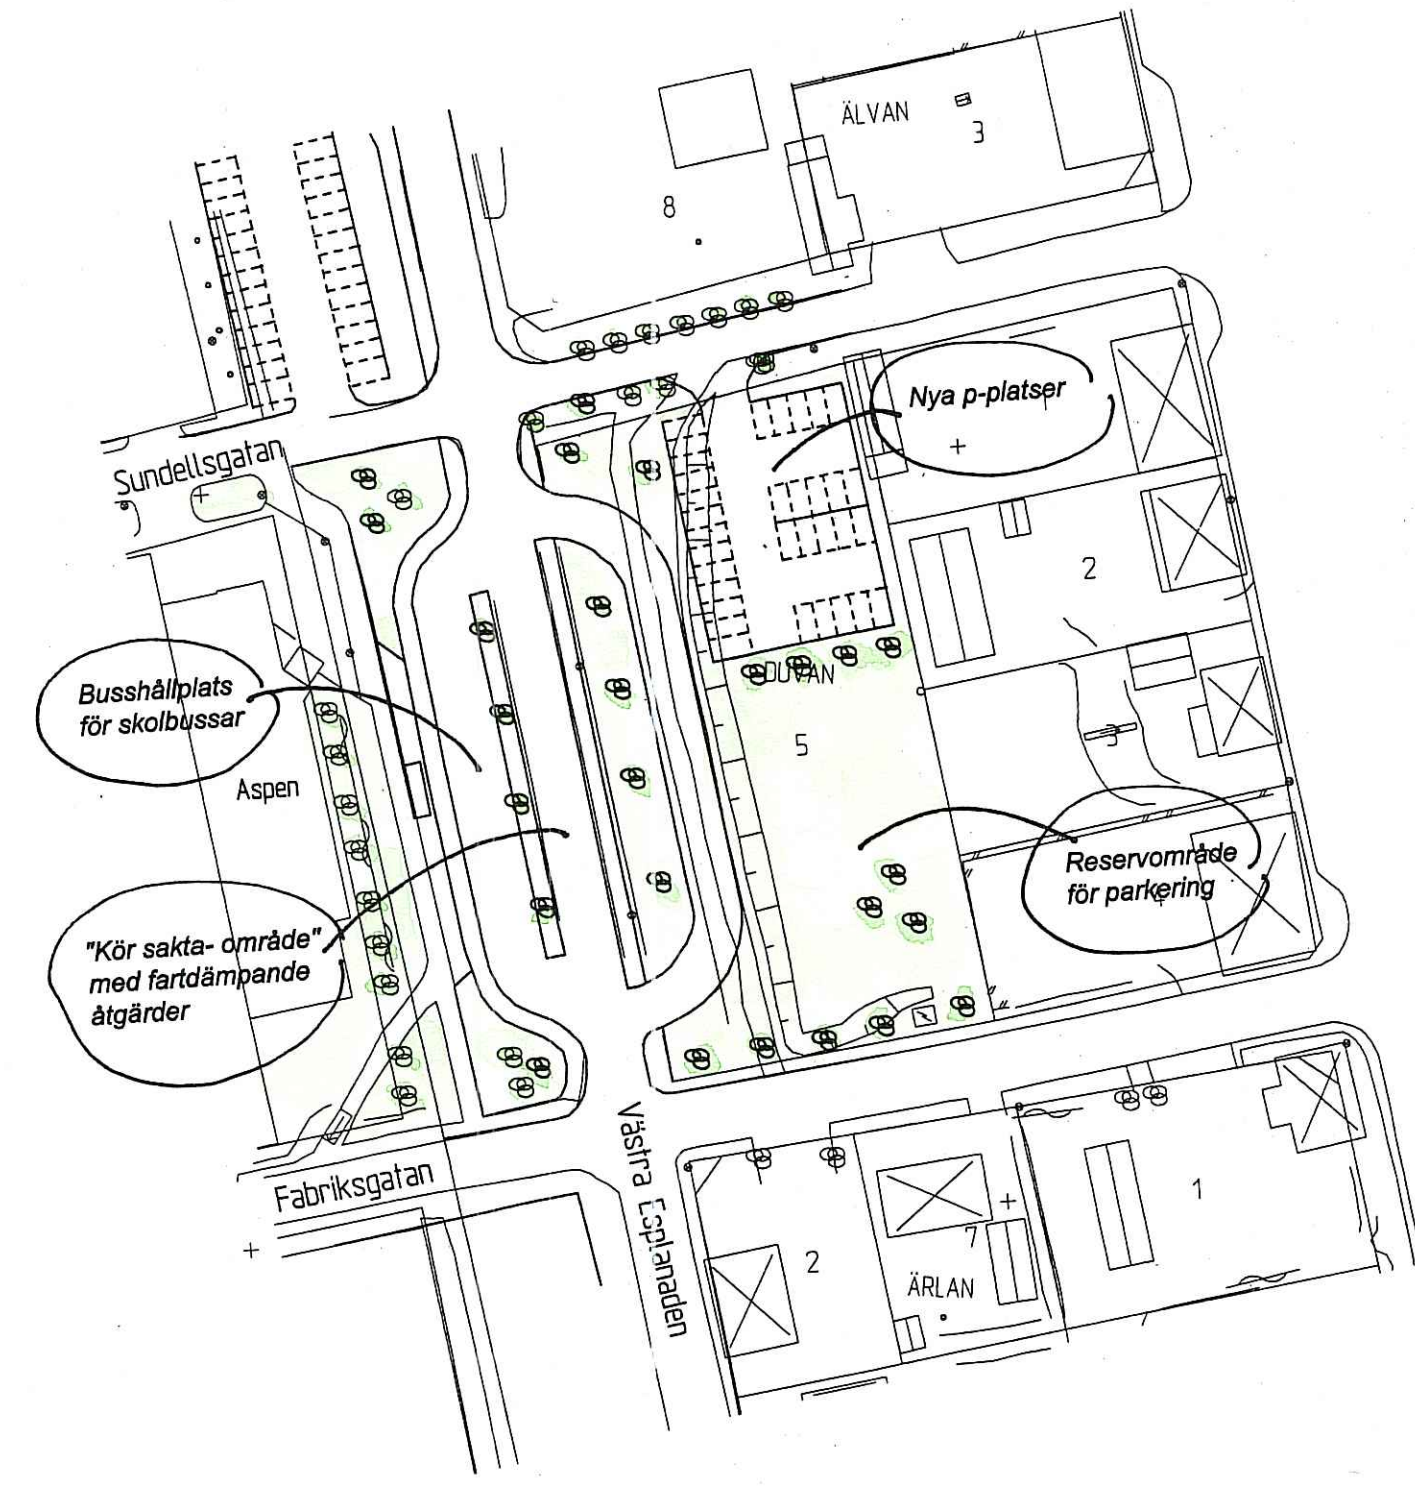 ÄLVAN
3
8
Nya p-platser
Sundellsgatan
2
Busshållplats
för skolbussar
DUVAN
5
3
Aspen
Reservområde
för parkering
"Kör sakta- område"
med fartdämpande
åtgärder
Fabriksgatan
Västra Esplanaden
1
2
7
ÄRLAN